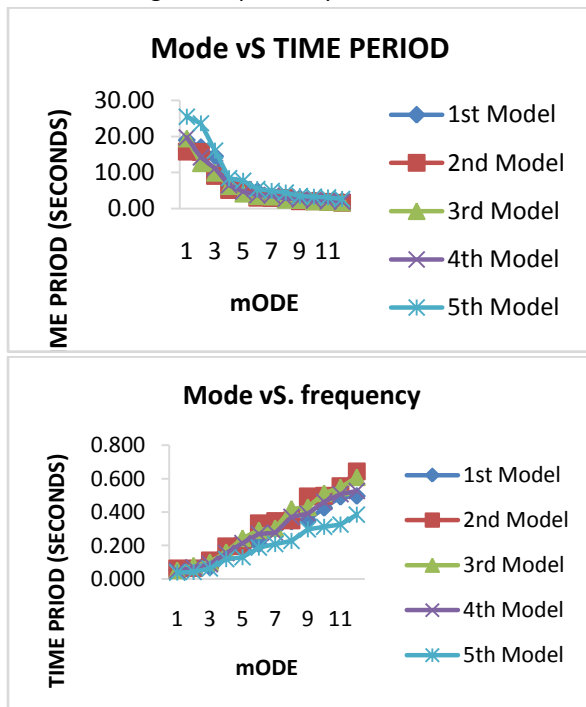 Mode vS TIME PERIOD
30.00
20.00
10.00
0.00
ME PRIOD (SECONDS)
1 3 5 7 9 11
mODE
1st Model
2nd Model
3rd Model
4th Model
5th Model
Mode vS. frequency
0.800
0.600
0.400
0.200
0.000
TIME PRIOD (SECONDS)
1 3 5 7 9 11
mODE
1st Model
2nd Model
3rd Model
4th Model
5th Model